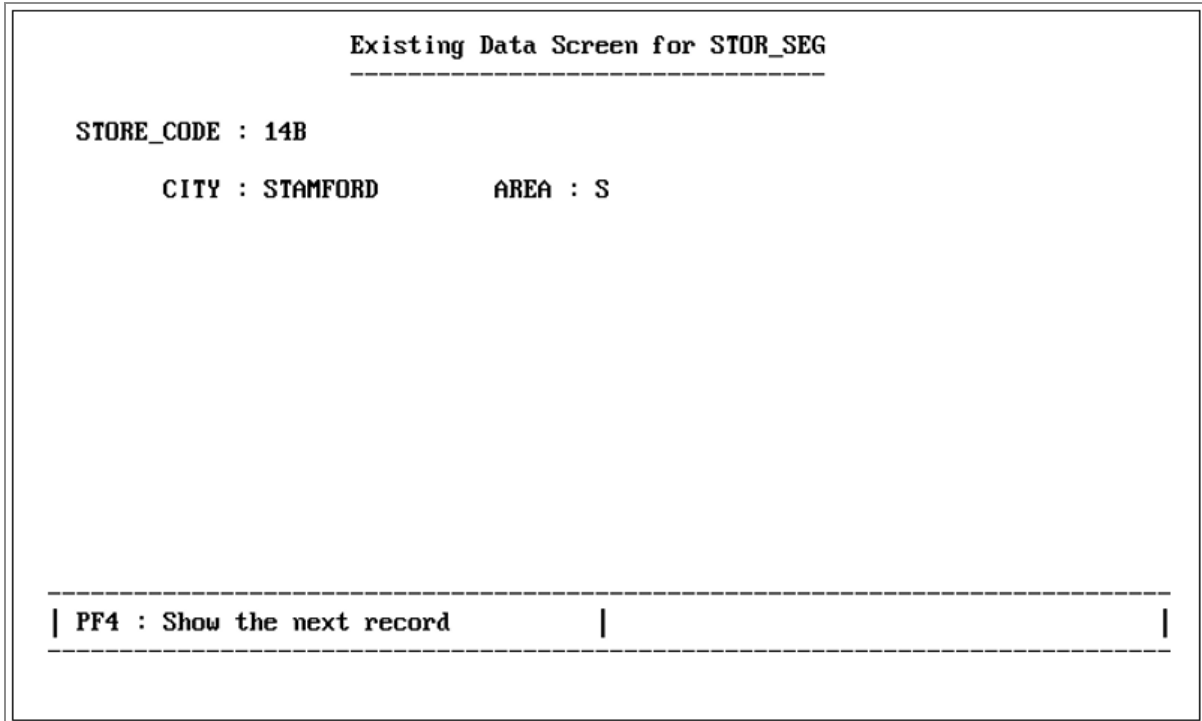 Existing Data Screen for STOR_SEG
---------------------------------
STORE_CODE : 14B
CITY : STAMFORD AREA : S
------------------------------------------------------------------------------
| PF4 : Show the next record | |
------------------------------------------------------------------------------